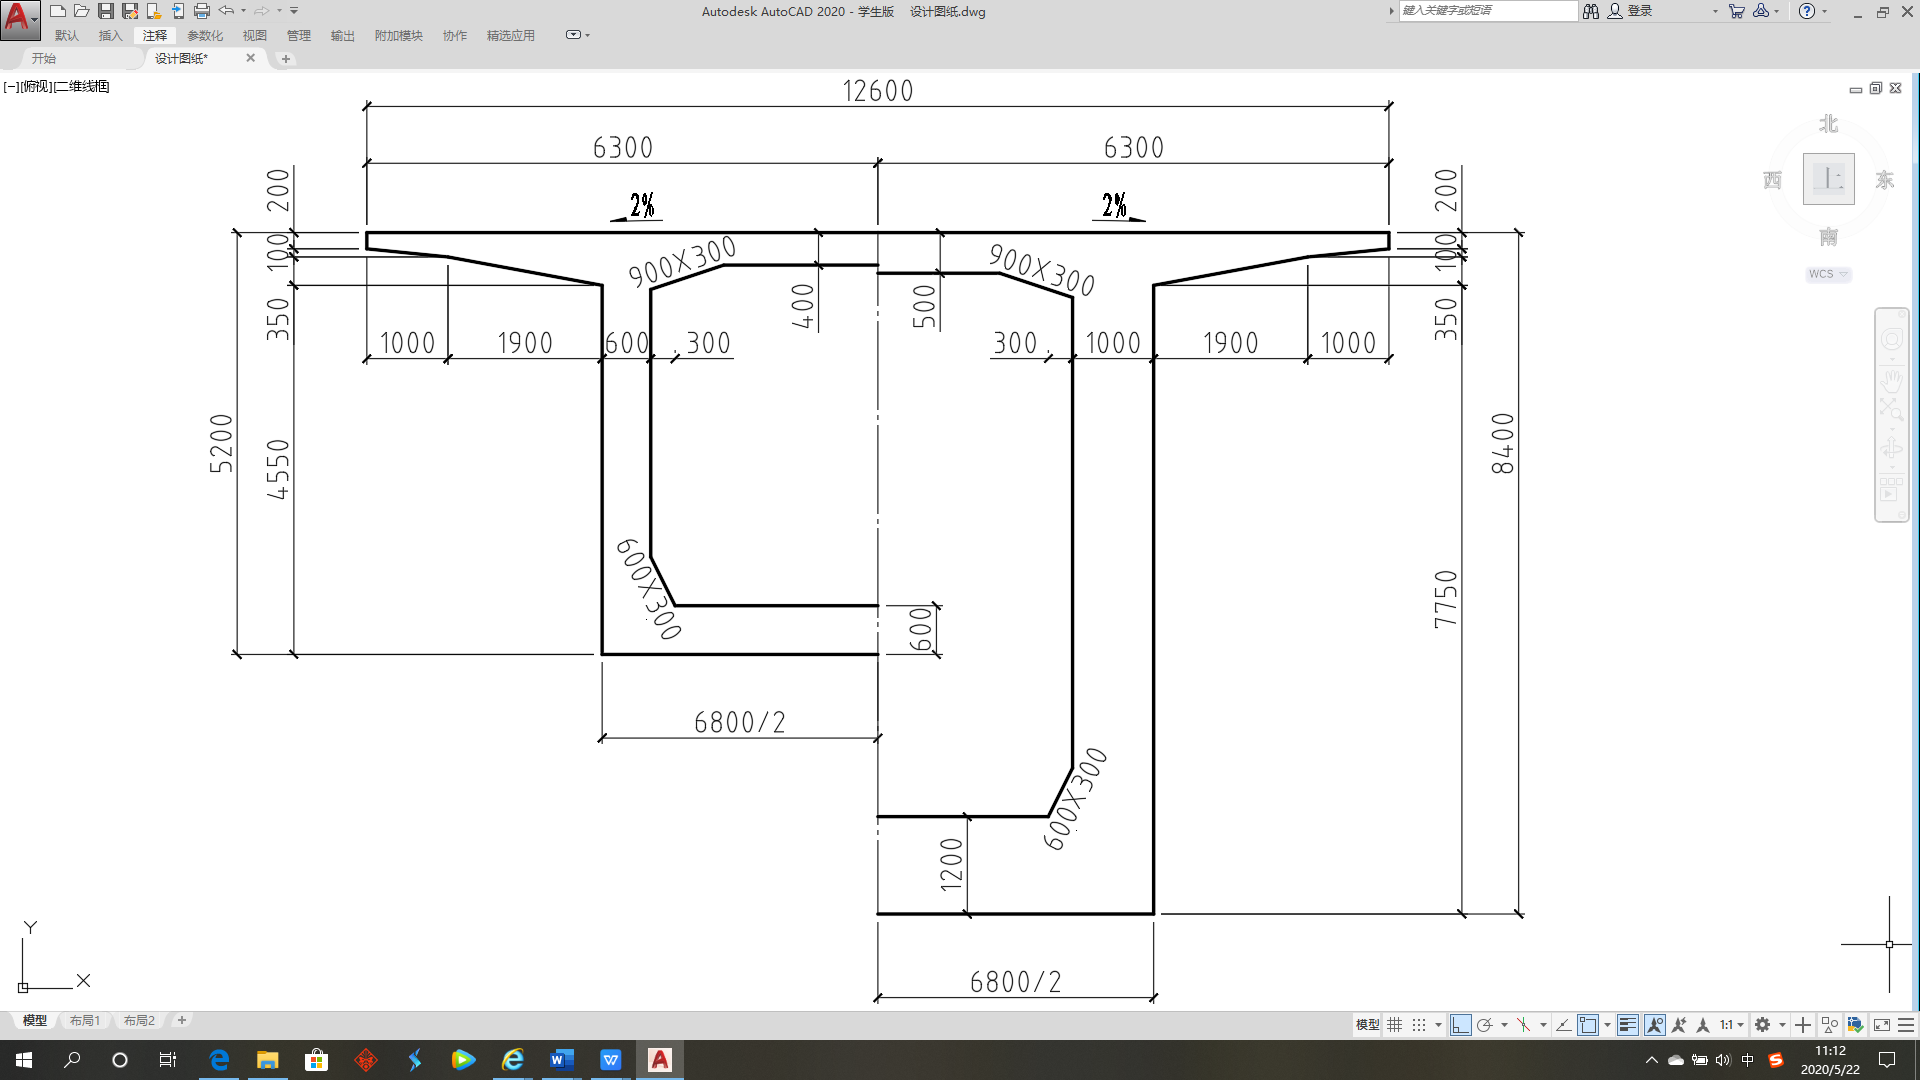 Autodesk AutoCAD 2020 - 学生版 设计图纸.dwg
键入关键字或短语
登录
默认 插入 注释 参数化 视图 管理 输出 附加模块 协作 精选应用
开始 设计图纸*
[−][俯视][二维线框]
12600
6300 6300
200 200
2% 2%
100 100
900X300 900X300
350 400 500 350
1000 1900 600 300 300 1000 1900 1000
5200 4550 8400
600X300
7750
600
6800/2
600X300
1200
6800/2
北
西 上 东
南
WCS
Y
X
模型 布局1 布局2 +
模型 1:1
中
11:12
2020/5/22